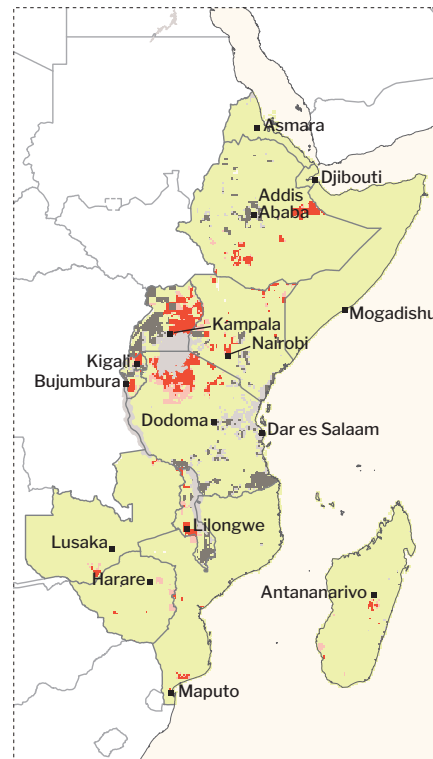 Asmara
Djibouti
Addis
Ababa
Mogadishu
Kampala
Nairobi
Kigali
Bujumbura
Dodoma
Dar es Salaam
Lilongwe
Lusaka
Harare
Antananarivo
Maputo